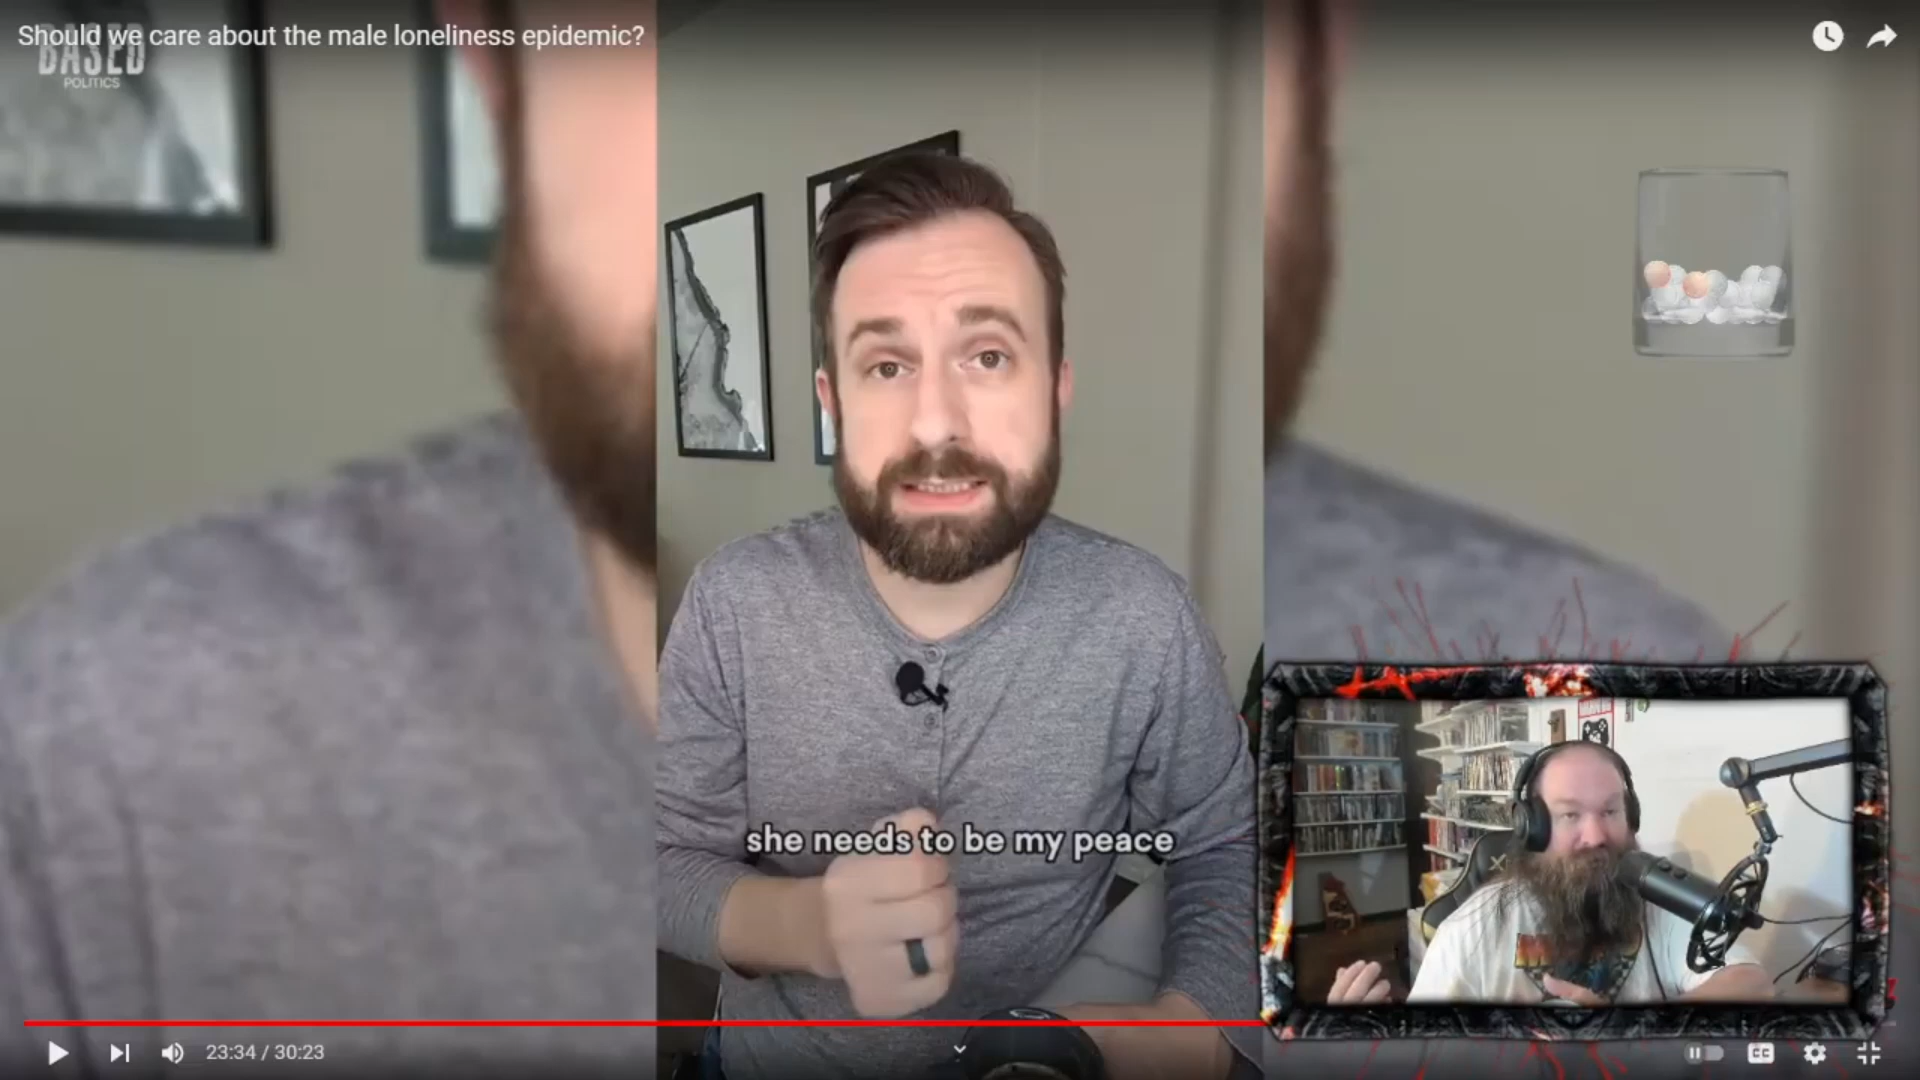 Should we care about the male loneliness epidemic?
BASED
POLITICS
she needs to be my peace
23:34 / 30:23
CC